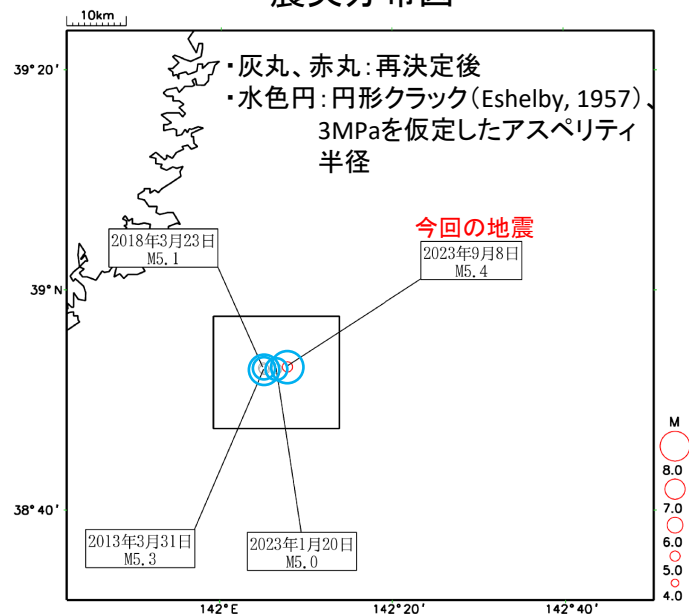 震央分布図
10km
39°20'
・灰丸、赤丸：再決定後
・水色円：円形クラック（Eshelby, 1957）、
3MPaを仮定したアスペリティ
半径
今回の地震
2018年3月23日
M5.1
2023年9月8日
M5.4
39°N
M
8.0
7.0
6.0
5.0
4.0
38°40'
2013年3月31日
M5.3
2023年1月20日
M5.0
142°E
142°20'
142°40'